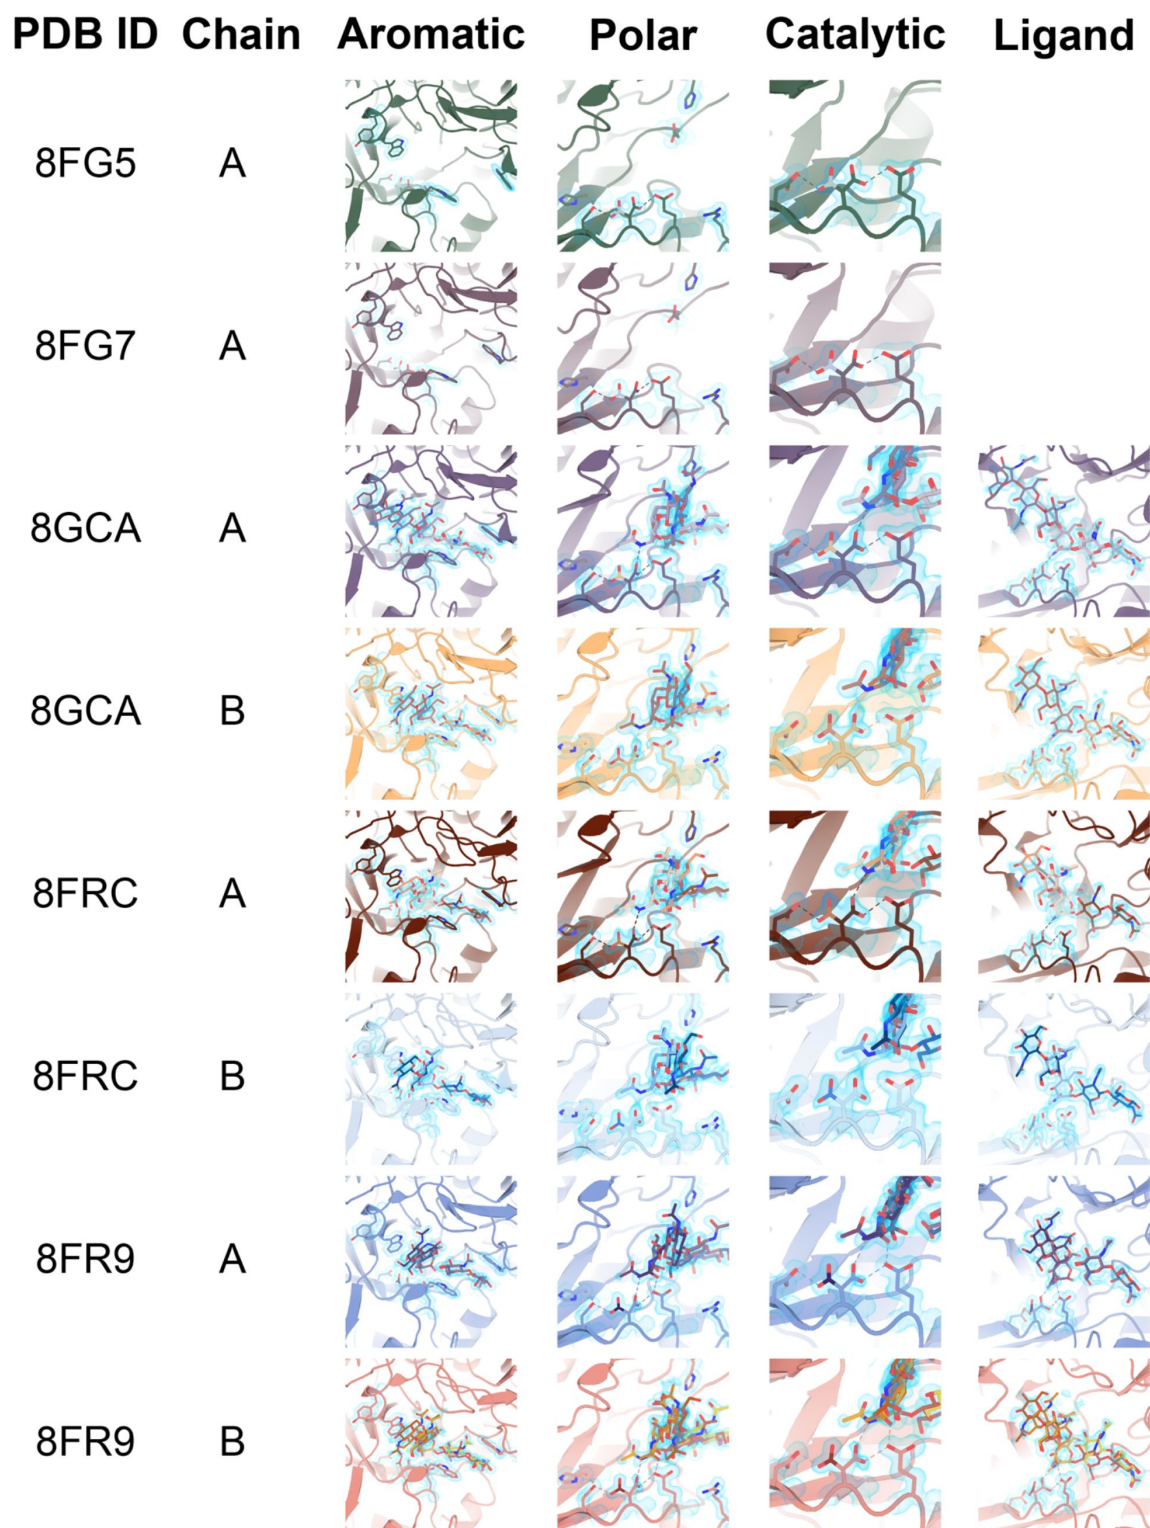 PDB ID Chain Aromatic Polar Catalytic Ligand
8FG5 A
8FG7 A
8GCA A
8GCA B
8FRC A
8FRC B
8FR9 A
8FR9 B